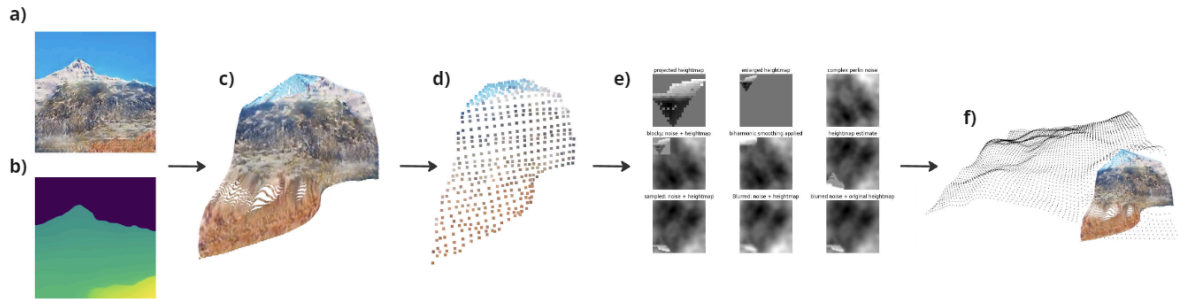 a)
b)
c)
d)
e)
projected heightmap
enlarged heightmap
complex perlin noise
blocky: noise + heightmap
biharmonic smoothing applied
heightmap estimate
sampled: noise + heightmap
blurred: noise + heightmap
blurred noise + original heightmap
f)